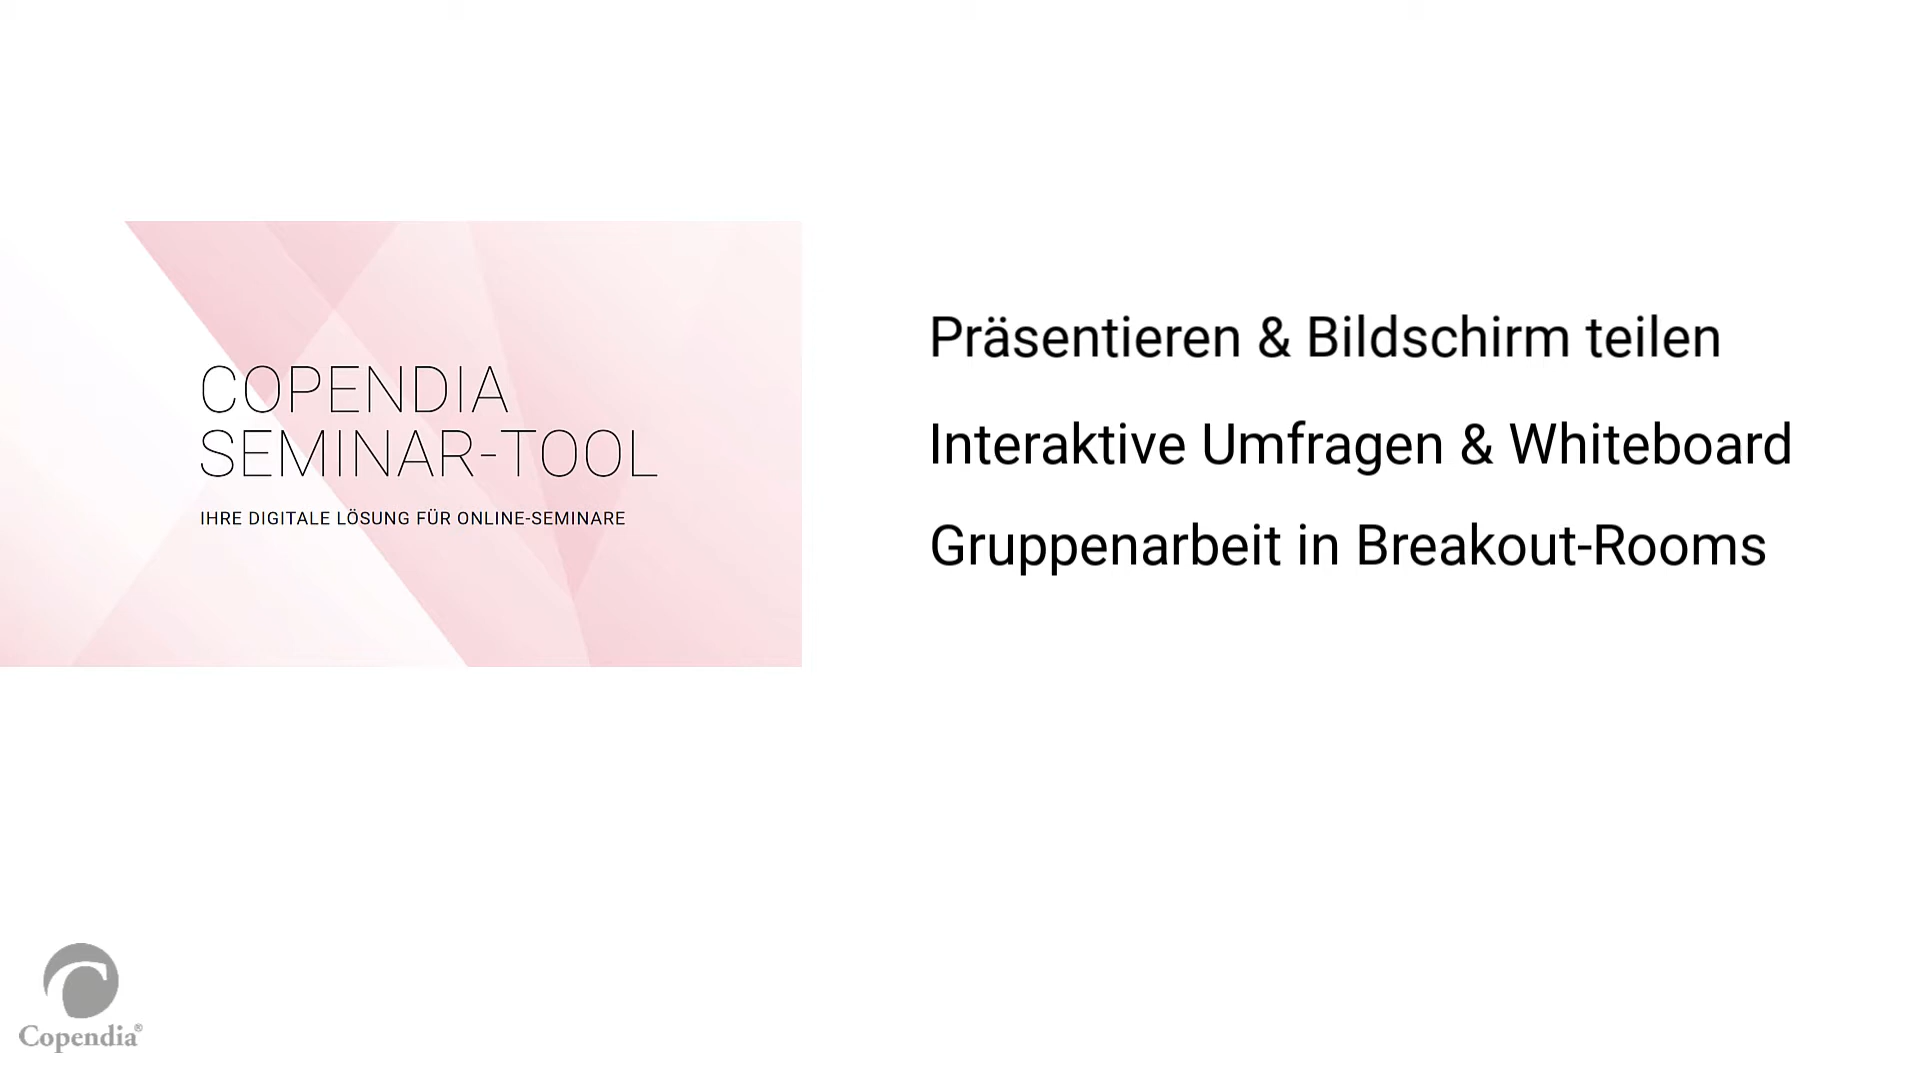 COPENDIA
SEMINAR-TOOL
IHRE DIGITALE LÖSUNG FÜR ONLINE-SEMINARE
Präsentieren & Bildschirm teilen
Interaktive Umfragen & Whiteboard
Gruppenarbeit in Breakout-Rooms
Copendia®